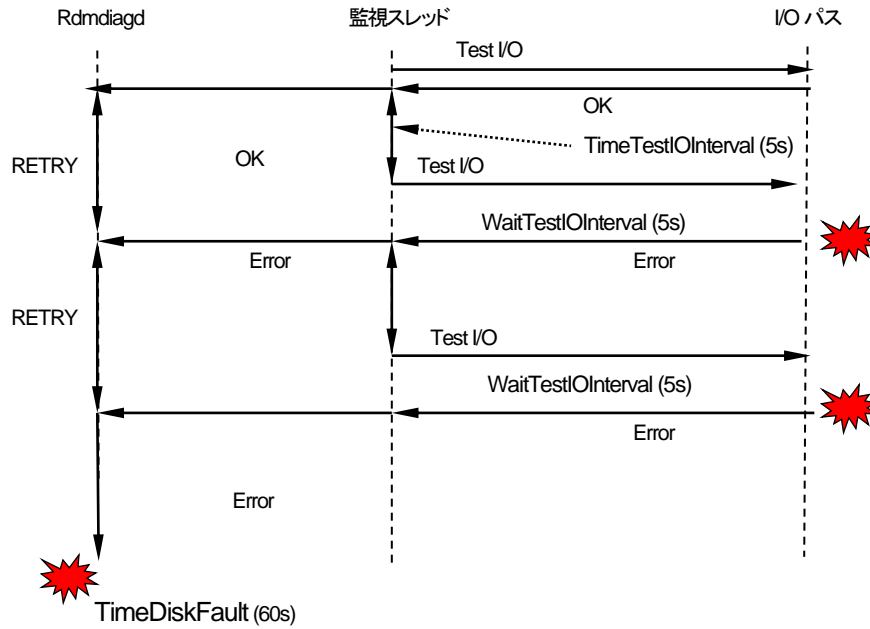 Rdmdiagd 監視スレッド I/O パス
Test I/O
OK
TimeTestIOInterval (5s)
RETRY
OK
Test I/O
WaitTestIOInterval (5s)
Error
Error
RETRY
Test I/O
WaitTestIOInterval (5s)
Error
Error
TimeDiskFault (60s)